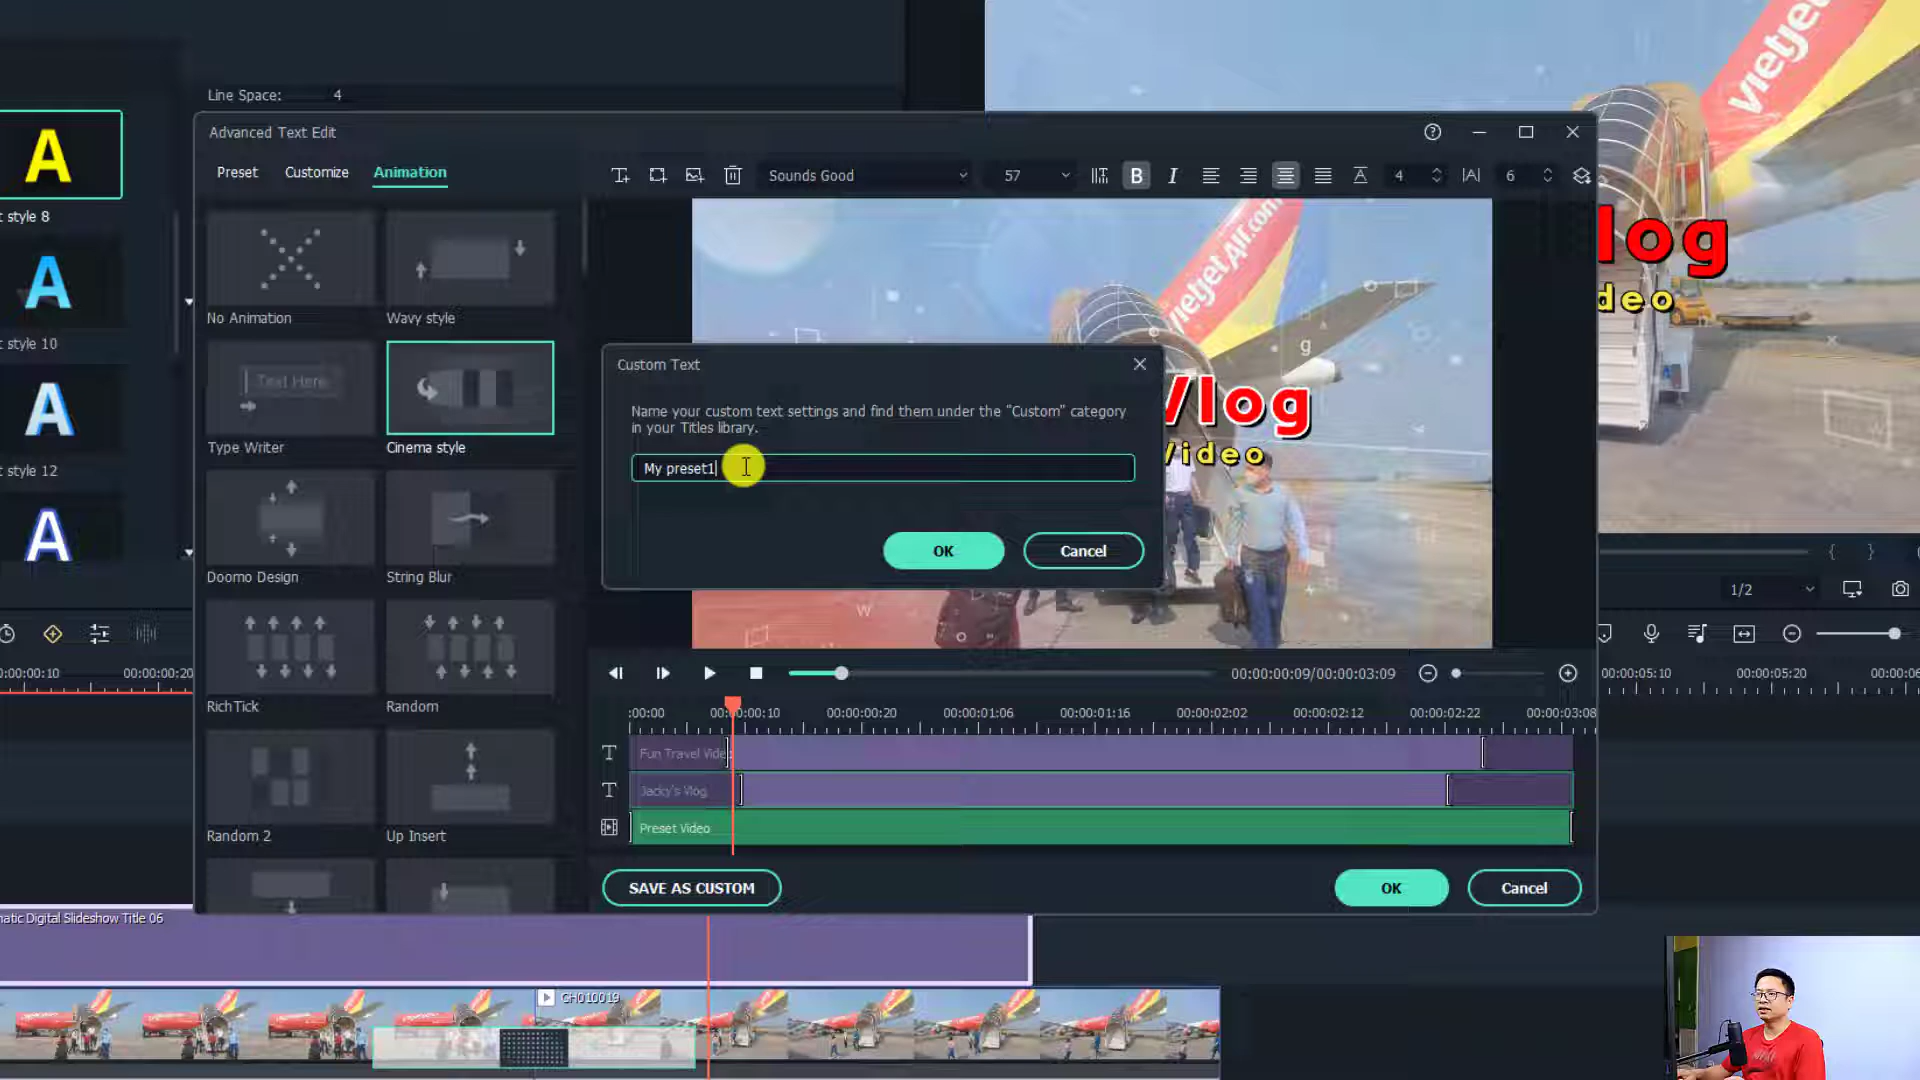 Line Space: 4
Advanced Text Edit
Preset
Customize
Animation
Sounds Good
57
B
I
4
6
A
t style 8
A
t style 10
A
t style 12
A
No Animation
Wavy style
Text Here
Type Writer
Cinema style
Doomo Design
String Blur
RichTick
Random
Random 2
Up Insert
vietjetAir.com
vietjet
log
deo
g
W
Vlog
Video
Custom Text
Name your custom text settings and find them under the "Custom" category
in your Titles library.
My preset1
OK
Cancel
1/2
00:00:00:09/00:00:03:09
0:00:00:10
00:00:00:20
:00:00
00:00:00:20
00:00:01:06
00:00:01:16
00:00:02:02
00:00:02:12
00:00:02:22
00:00:03:08
00:00:05:10
00:00:05:20
00:00:06
T
Fun Travel Video
T
Jacky's Vlog
Preset Video
SAVE AS CUSTOM
OK
Cancel
natic Digital Slideshow Title 06
CH010019